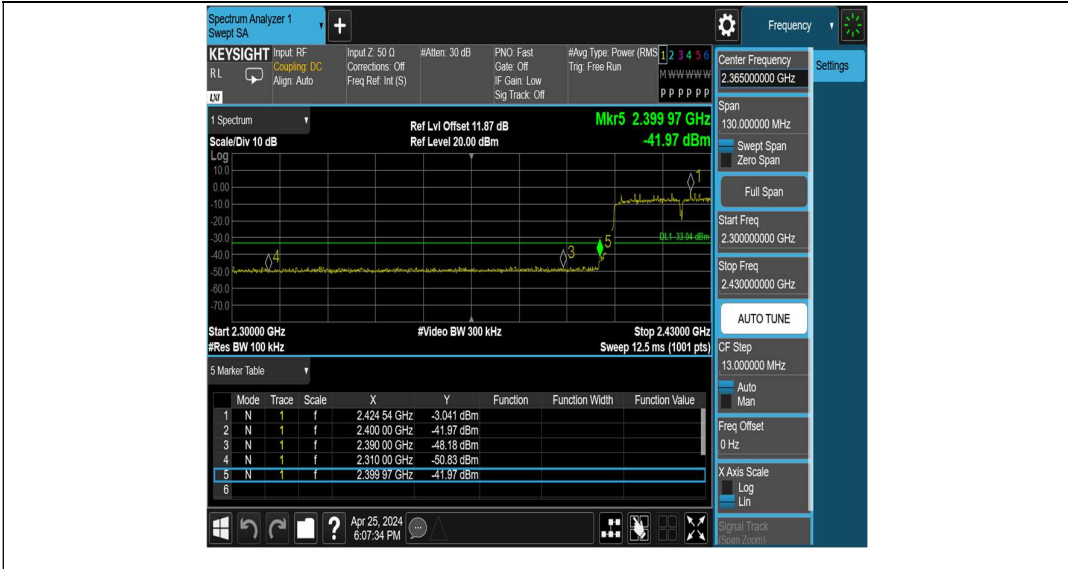 Spectrum Analyzer 1
Swept SA
+
Frequency
KEYSIGHT Input: RF Input Z: 50 Ω #Atten: 30 dB PNO: Fast #Avg Type: Power (RMS 1 2 3 4 5 6
RL Coupling: DC Corrections: Off Gate: Off Trig: Free Run M W W W W W
Align: Auto Freq Ref: Int (S) IF Gain: Low
LXI Sig Track: Off P P P P P P
1 Spectrum
Scale/Div 10 dB
Ref Lvl Offset 11.87 dB
Ref Level 20.00 dBm
Mkr5 2.399 97 GHz
-41.97 dBm
Log
10.0
0.00
-10.0
-20.0
-30.0
-40.0
-50.0
-60.0
-70.0
1
DL1 -33.04 dBm
5
3
4
Start 2.30000 GHz #Video BW 300 kHz Stop 2.43000 GHz
#Res BW 100 kHz Sweep 12.5 ms (1001 pts)
5 Marker Table
Mode Trace Scale X Y Function Function Width Function Value
1 N 1 f 2.424 54 GHz -3.041 dBm
2 N 1 f 2.400 00 GHz -41.97 dBm
3 N 1 f 2.390 00 GHz -48.18 dBm
4 N 1 f 2.310 00 GHz -50.83 dBm
5 N 1 f 2.399 97 GHz -41.97 dBm
6
?
Apr 25, 2024
6:07:34 PM
Center Frequency
2.365000000 GHz
Settings
Span
130.000000 MHz
Swept Span
Zero Span
Full Span
Start Freq
2.300000000 GHz
Stop Freq
2.430000000 GHz
AUTO TUNE
CF Step
13.000000 MHz
Auto
Man
Freq Offset
0 Hz
X Axis Scale
Log
Lin
Signal Track
(Span Zoom)